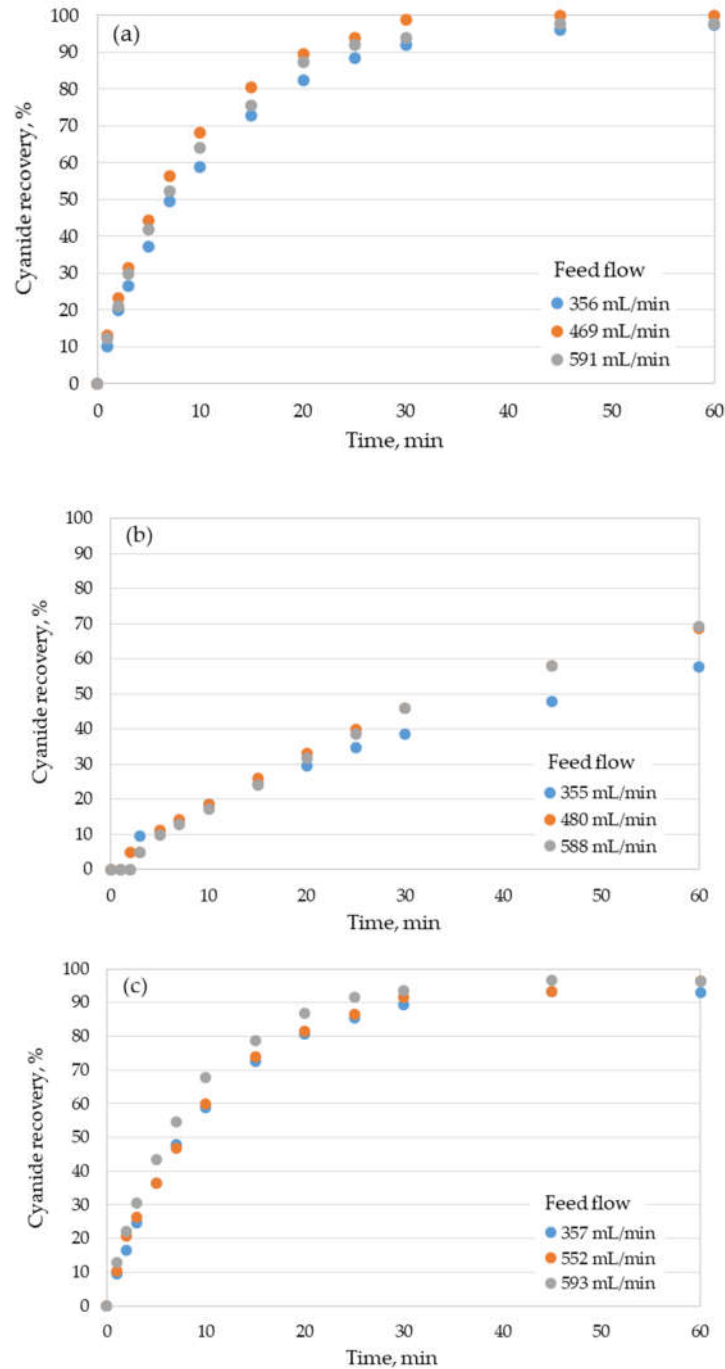 100
(a)
90
80
70
60
50
40
30
20
10
0
Cyanide recovery, %
Feed flow
356 mL/min
469 mL/min
591 mL/min
0 10 20 30 40 50 60
Time, min
100
(b)
90
80
70
60
50
40
30
20
10
0
Cyanide recovery, %
Feed flow
355 mL/min
480 mL/min
588 mL/min
0 10 20 30 40 50 60
Time, min
100
(c)
90
80
70
60
50
40
30
20
10
0
Cyanide recovery, %
Feed flow
357 mL/min
552 mL/min
593 mL/min
0 10 20 30 40 50 60
Time, min